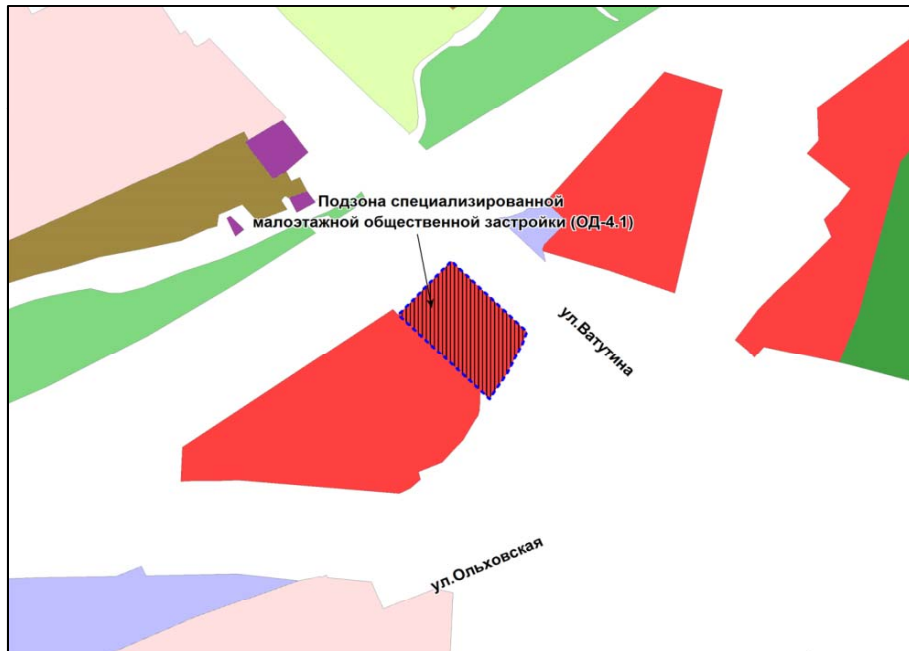 Подзона специализированной
малоэтажной общественной застройки (ОД-4.1)
ул.Ватутина
ул.Ольховская